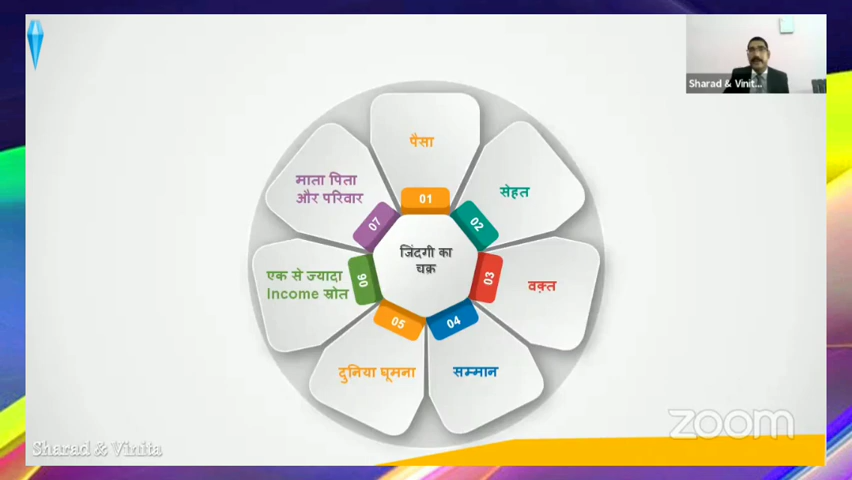 Sharad & Vinit...
पैसा
01
सेहत
02
वक़्त
03
सम्मान
04
दुनिया घूमना
05
एक से ज्यादा
Income स्रोत
06
माता पिता
और परिवार
07
जिंदगी का
चक्र
zoom
Sharad & Vinita